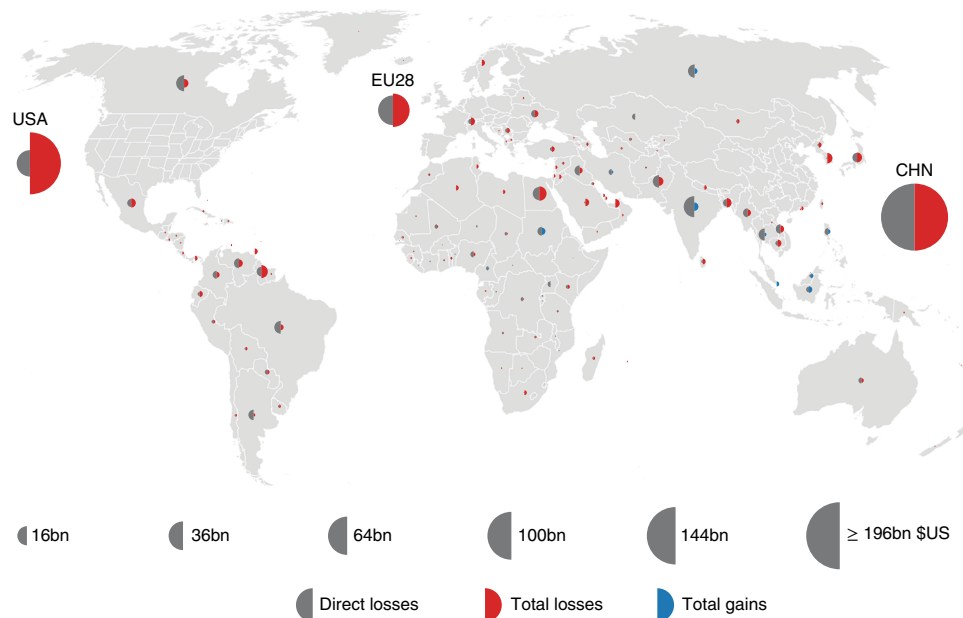 USA
EU28
CHN
16bn
36bn
64bn
100bn
144bn
≥ 196bn $US
Direct losses
Total losses
Total gains